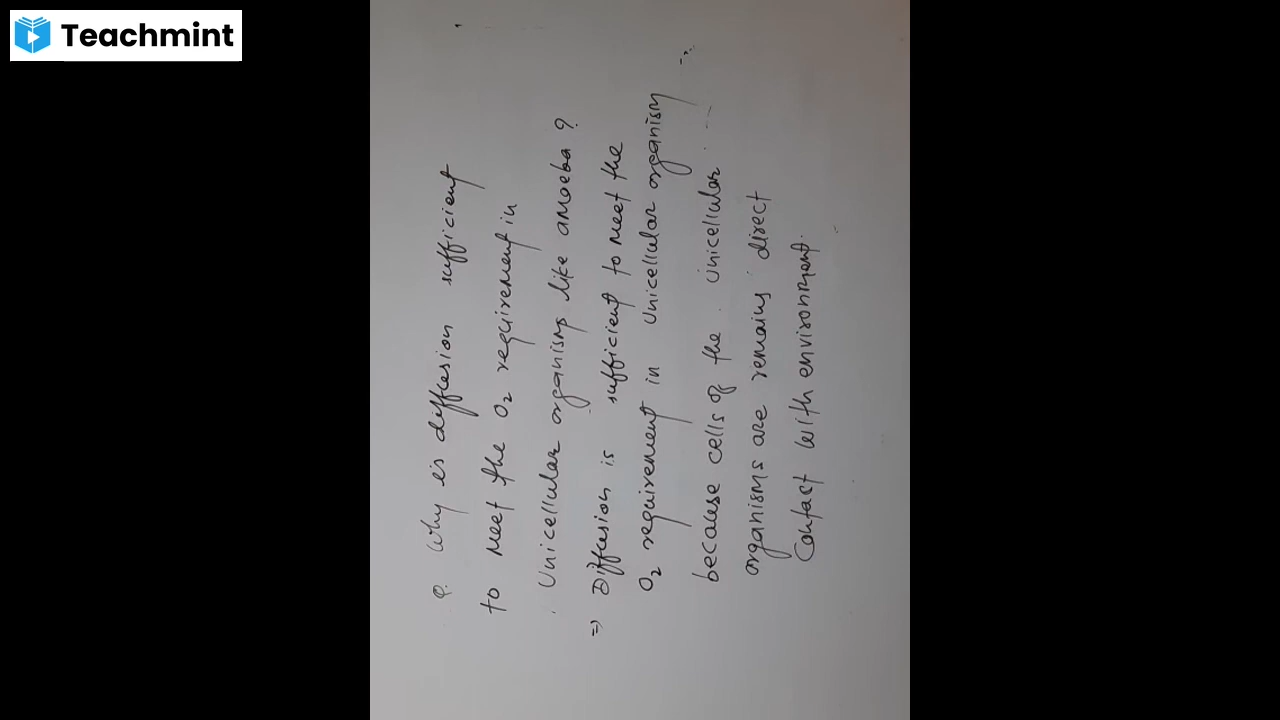 Teachmint
Q. Why is diffusion sufficient
to meet the O₂ requirement in
Unicellular organisms like amoeba ?
⇒ Diffusion is sufficient to meet the
O₂ requirement in Unicellular organism
because cells of the Unicellular
organisms are remains direct
Contact with environment.